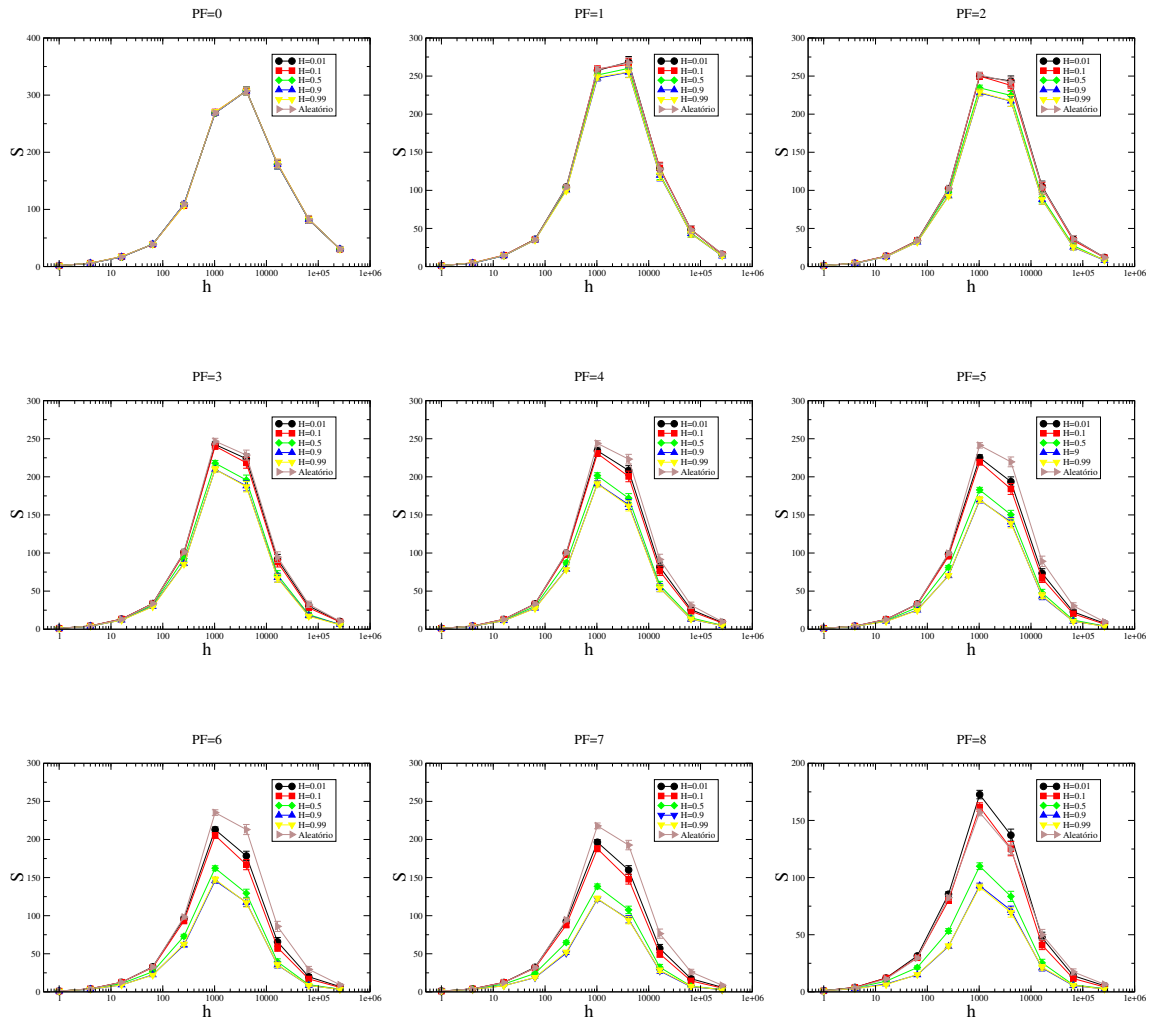 PF=0
400
300
200
100
0
S
1
10
100
1000
10000
1e+05
1e+06
h
H=0.01
H=0.1
H=0.5
H=0.9
H=0.99
Aleatório
PF=1
300
250
200
150
100
50
0
S
1
10
100
1000
10000
1e+05
1e+06
h
H=0.01
H=0.1
H=0.5
H=0.9
H=0.99
Aleatório
PF=2
300
250
200
150
100
50
0
S
1
10
100
1000
10000
1e+05
1e+06
h
H=0.01
H=0.1
H=0.5
H=0.9
H=0.99
Aleatório
PF=3
300
250
200
150
100
50
0
S
1
10
100
1000
10000
1e+05
1e+06
h
H=0.01
H=0.1
H=0.5
H=0.9
H=0.99
Aleatório
PF=4
300
250
200
150
100
50
0
S
1
10
100
1000
10000
1e+05
1e+06
h
H=0.01
H=0.1
H=0.5
H=0.9
H=0.99
Aleatório
PF=5
300
250
200
150
100
50
0
S
1
10
100
1000
10000
1e+05
1e+06
h
H=0.01
H=0.1
H=0.5
H=9
H=0.99
Aleatório
PF=6
300
250
200
150
100
50
0
S
1
10
100
1000
10000
1e+05
1e+06
h
H=0.01
H=0.1
H=0.5
H=0.9
H=0.99
Aleatório
PF=7
300
250
200
150
100
50
0
S
1
10
100
1000
10000
1e+05
1e+06
h
H=0.01
H=0.1
H=0.5
H=0.9
H=0.99
Aleatório
PF=8
200
150
100
50
0
S
1
10
100
1000
10000
1e+05
1e+06
h
H=0.01
H=0.1
H=0.5
H=0.9
H=0.99
Aleatório